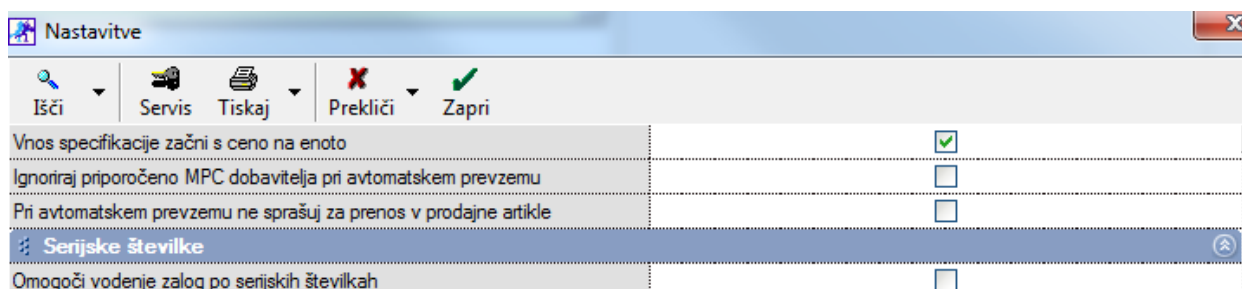 Nastavitve
Išči Servis Tiskaj Prekliči Zapri
Vnos specifikacije začni s ceno na enoto
Ignoriraj priporočeno MPC dobavitelja pri avtomatskem prevzemu
Pri avtomatskem prevzemu ne sprašuj za prenos v prodajne artikle
Serijske številke
Omogoči vodenje zalog po serijskih številkah